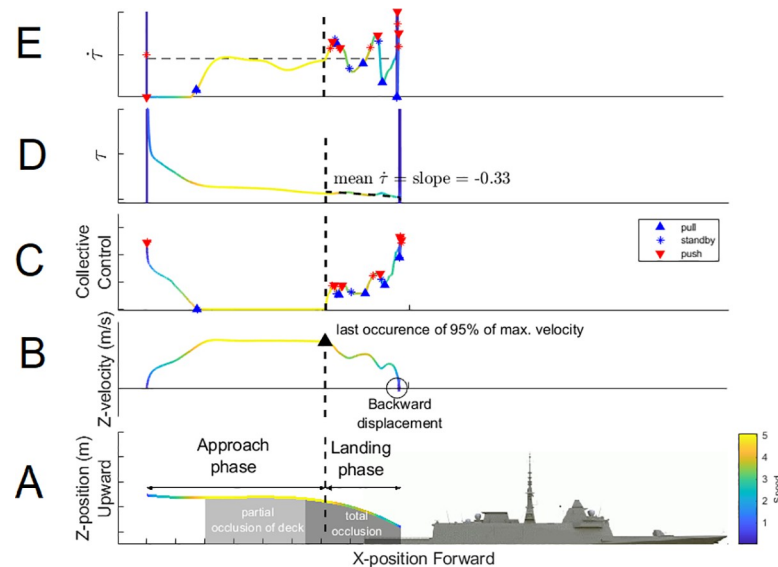 E
τ̇
D
τ
mean τ̇ = slope = -0.33
C
Collective
Control
pull
standby
push
B
Z-velocity (m/s)
last occurence of 95% of max. velocity
Backward
displacement
A
Z-position (m)
Upward
Approach
phase
Landing
phase
partial
occlusion of deck
total
occlusion
5
4
3
2
1
0
Speed
X-position Forward